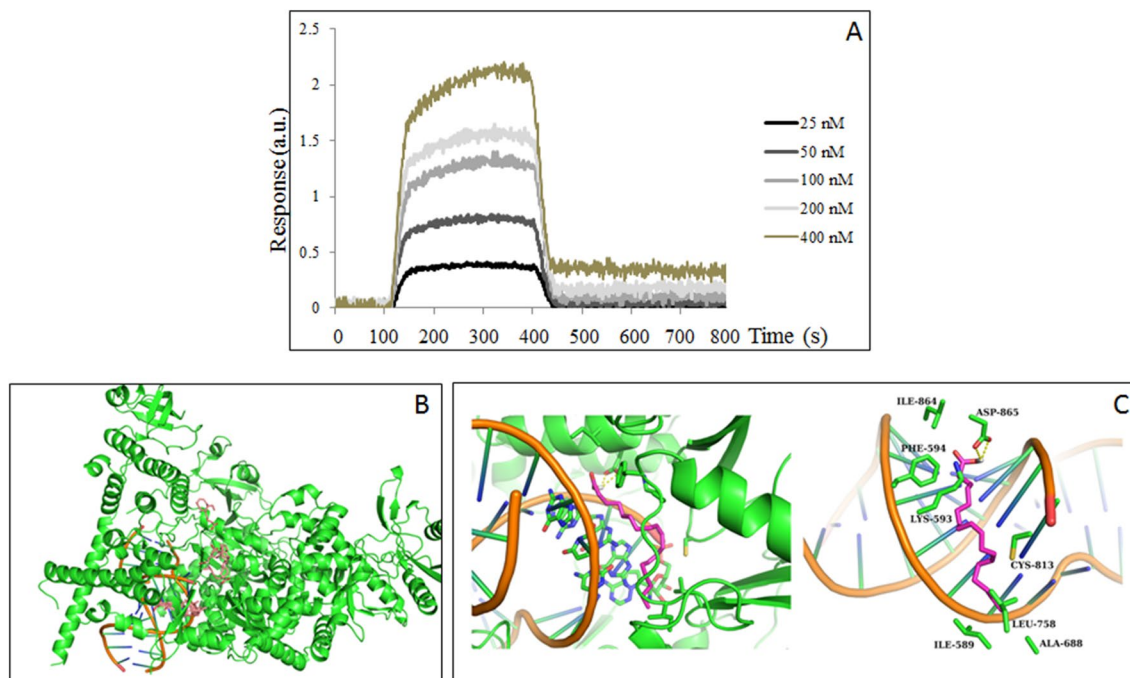 A
Response (a.u.)
2.5
2
1.5
1
0.5
0
0 100 200 300 400 500 600 700 800 Time (s)
25 nM
50 nM
100 nM
200 nM
400 nM
B
C
ILE-864
ASP-865
PHE-594
LYS-593
CYS-813
LEU-758
ILE-589
ALA-688